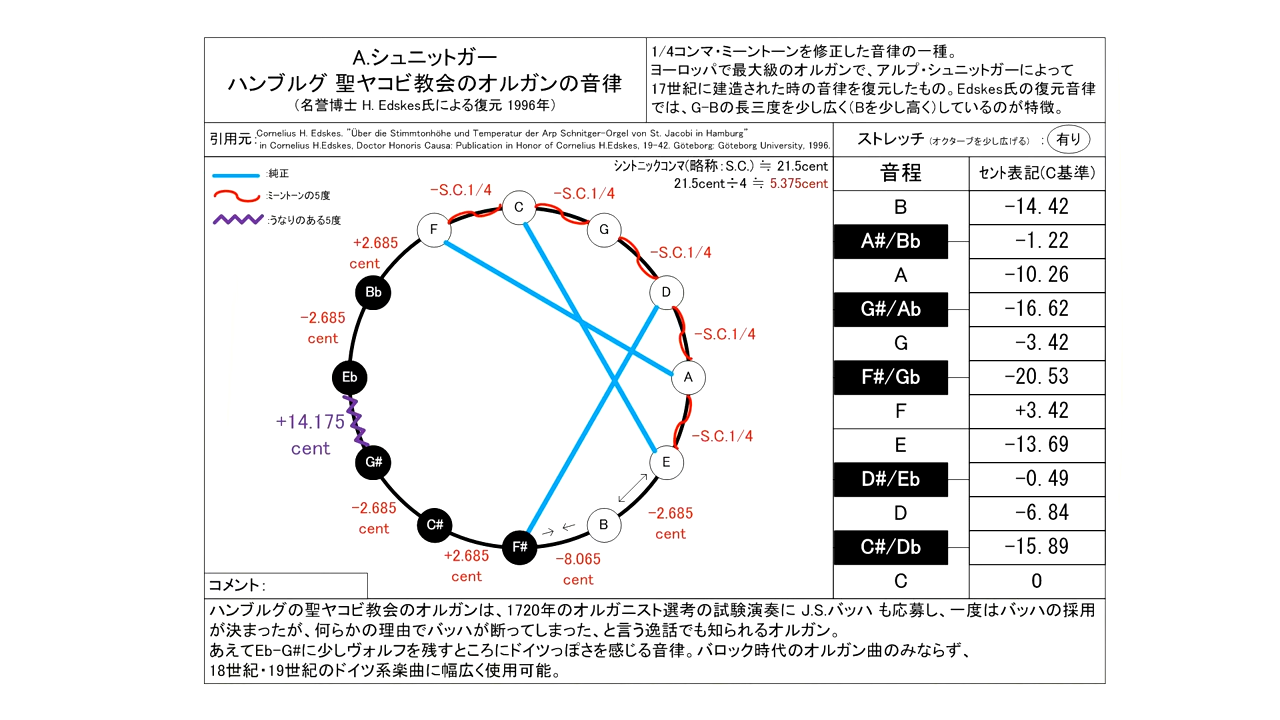 A.シュニットガー
ハンブルグ 聖ヤコビ教会のオルガンの音律
(名誉博士 H. Edskes氏による復元 1996年)
1/4コンマ・ミーントーンを修正した音律の一種。
ヨーロッパで最大級のオルガンで、アルプ・シュニットガーによって
17世紀に建造された時の音律を復元したもの。Edskes氏の復元音律
では、G-Bの長三度を少し広く(Bを少し高く)しているのが特徴。
引用元:
Cornelius H. Edskes. "Über die Stimmtonhöhe und Temperatur der Arp Schnitger-Orgel von St. Jacobi in Hamburg"
in Cornelius H.Edskes, Doctor Honoris Causa: Publication in Honor of Cornelius H.Edskes, 19-42. Göteborg: Göteborg University, 1996.
ストレッチ (オクターブを少し広げる) : 有り
シントニックコンマ(略称:S.C.) ≒ 21.5cent
21.5cent÷4 ≒ 5.375cent
:純正
:ミーントーンの5度
:うなりのある5度
-S.C.1/4
-S.C.1/4
C
F
G
+2.685
cent
-S.C.1/4
Bb
D
-2.685
cent
-S.C.1/4
Eb
A
+14.175
cent
-S.C.1/4
G#
E
-2.685
cent
-2.685
cent
C#
B
F#
+2.685
cent
-8.065
cent
音程
セント表記(C基準)
B
-14.42
A#/Bb
-1.22
A
-10.26
G#/Ab
-16.62
G
-3.42
F#/Gb
-20.53
F
+3.42
E
-13.69
D#/Eb
-0.49
D
-6.84
C#/Db
-15.89
C
0
コメント:
ハンブルグの聖ヤコビ教会のオルガンは、1720年のオルガニスト選考の試験演奏に J.S.バッハ も応募し、一度はバッハの採用
が決まったが、何らかの理由でバッハが断ってしまった、と言う逸話でも知られるオルガン。
あえてEb-G#に少しヴォルフを残すところにドイツっぽさを感じる音律。バロック時代のオルガン曲のみならず、
18世紀・19世紀のドイツ系楽曲に幅広く使用可能。